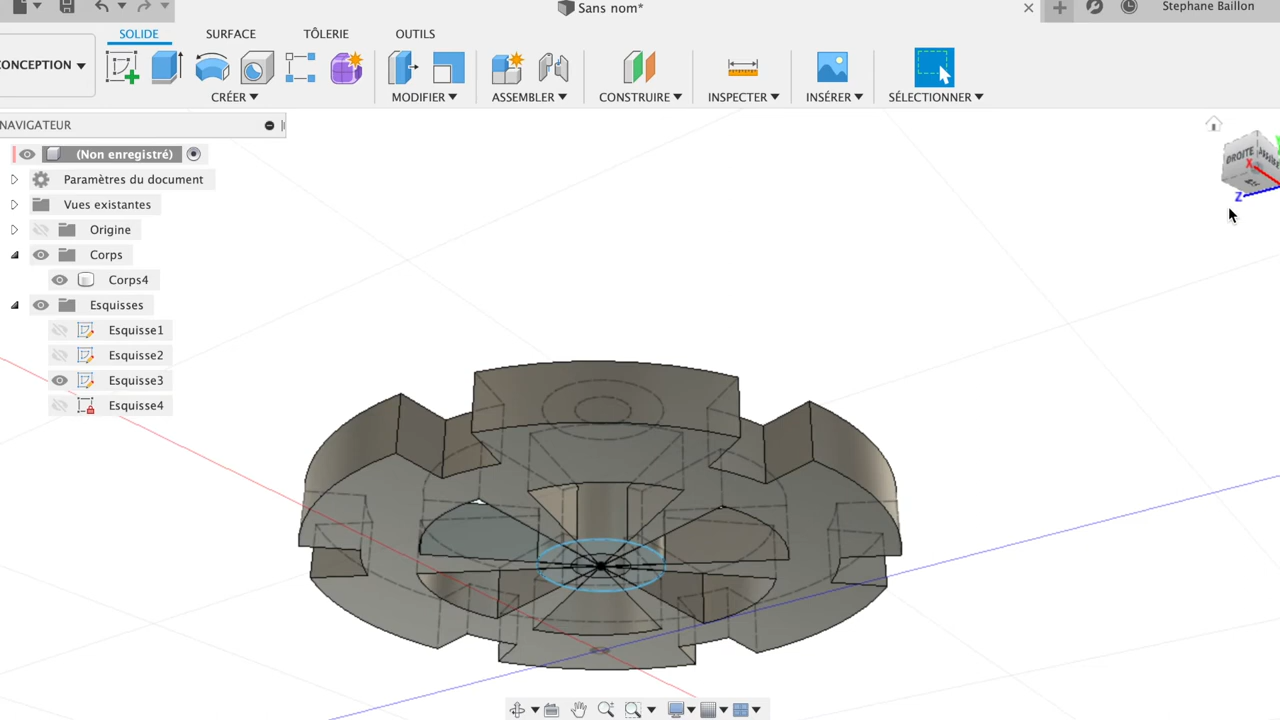 Sans nom*
Stephane Baillon
SOLIDE SURFACE TÔLERIE OUTILS
CONCEPTION
CRÉER MODIFIER ASSEMBLER CONSTRUIRE INSPECTER INSÉRER SÉLECTIONNER
NAVIGATEUR
(Non enregistré)
Paramètres du document
Vues existantes
Origine
Corps
Corps4
Esquisses
Esquisse1
Esquisse2
Esquisse3
Esquisse4
DROITE
X
Z